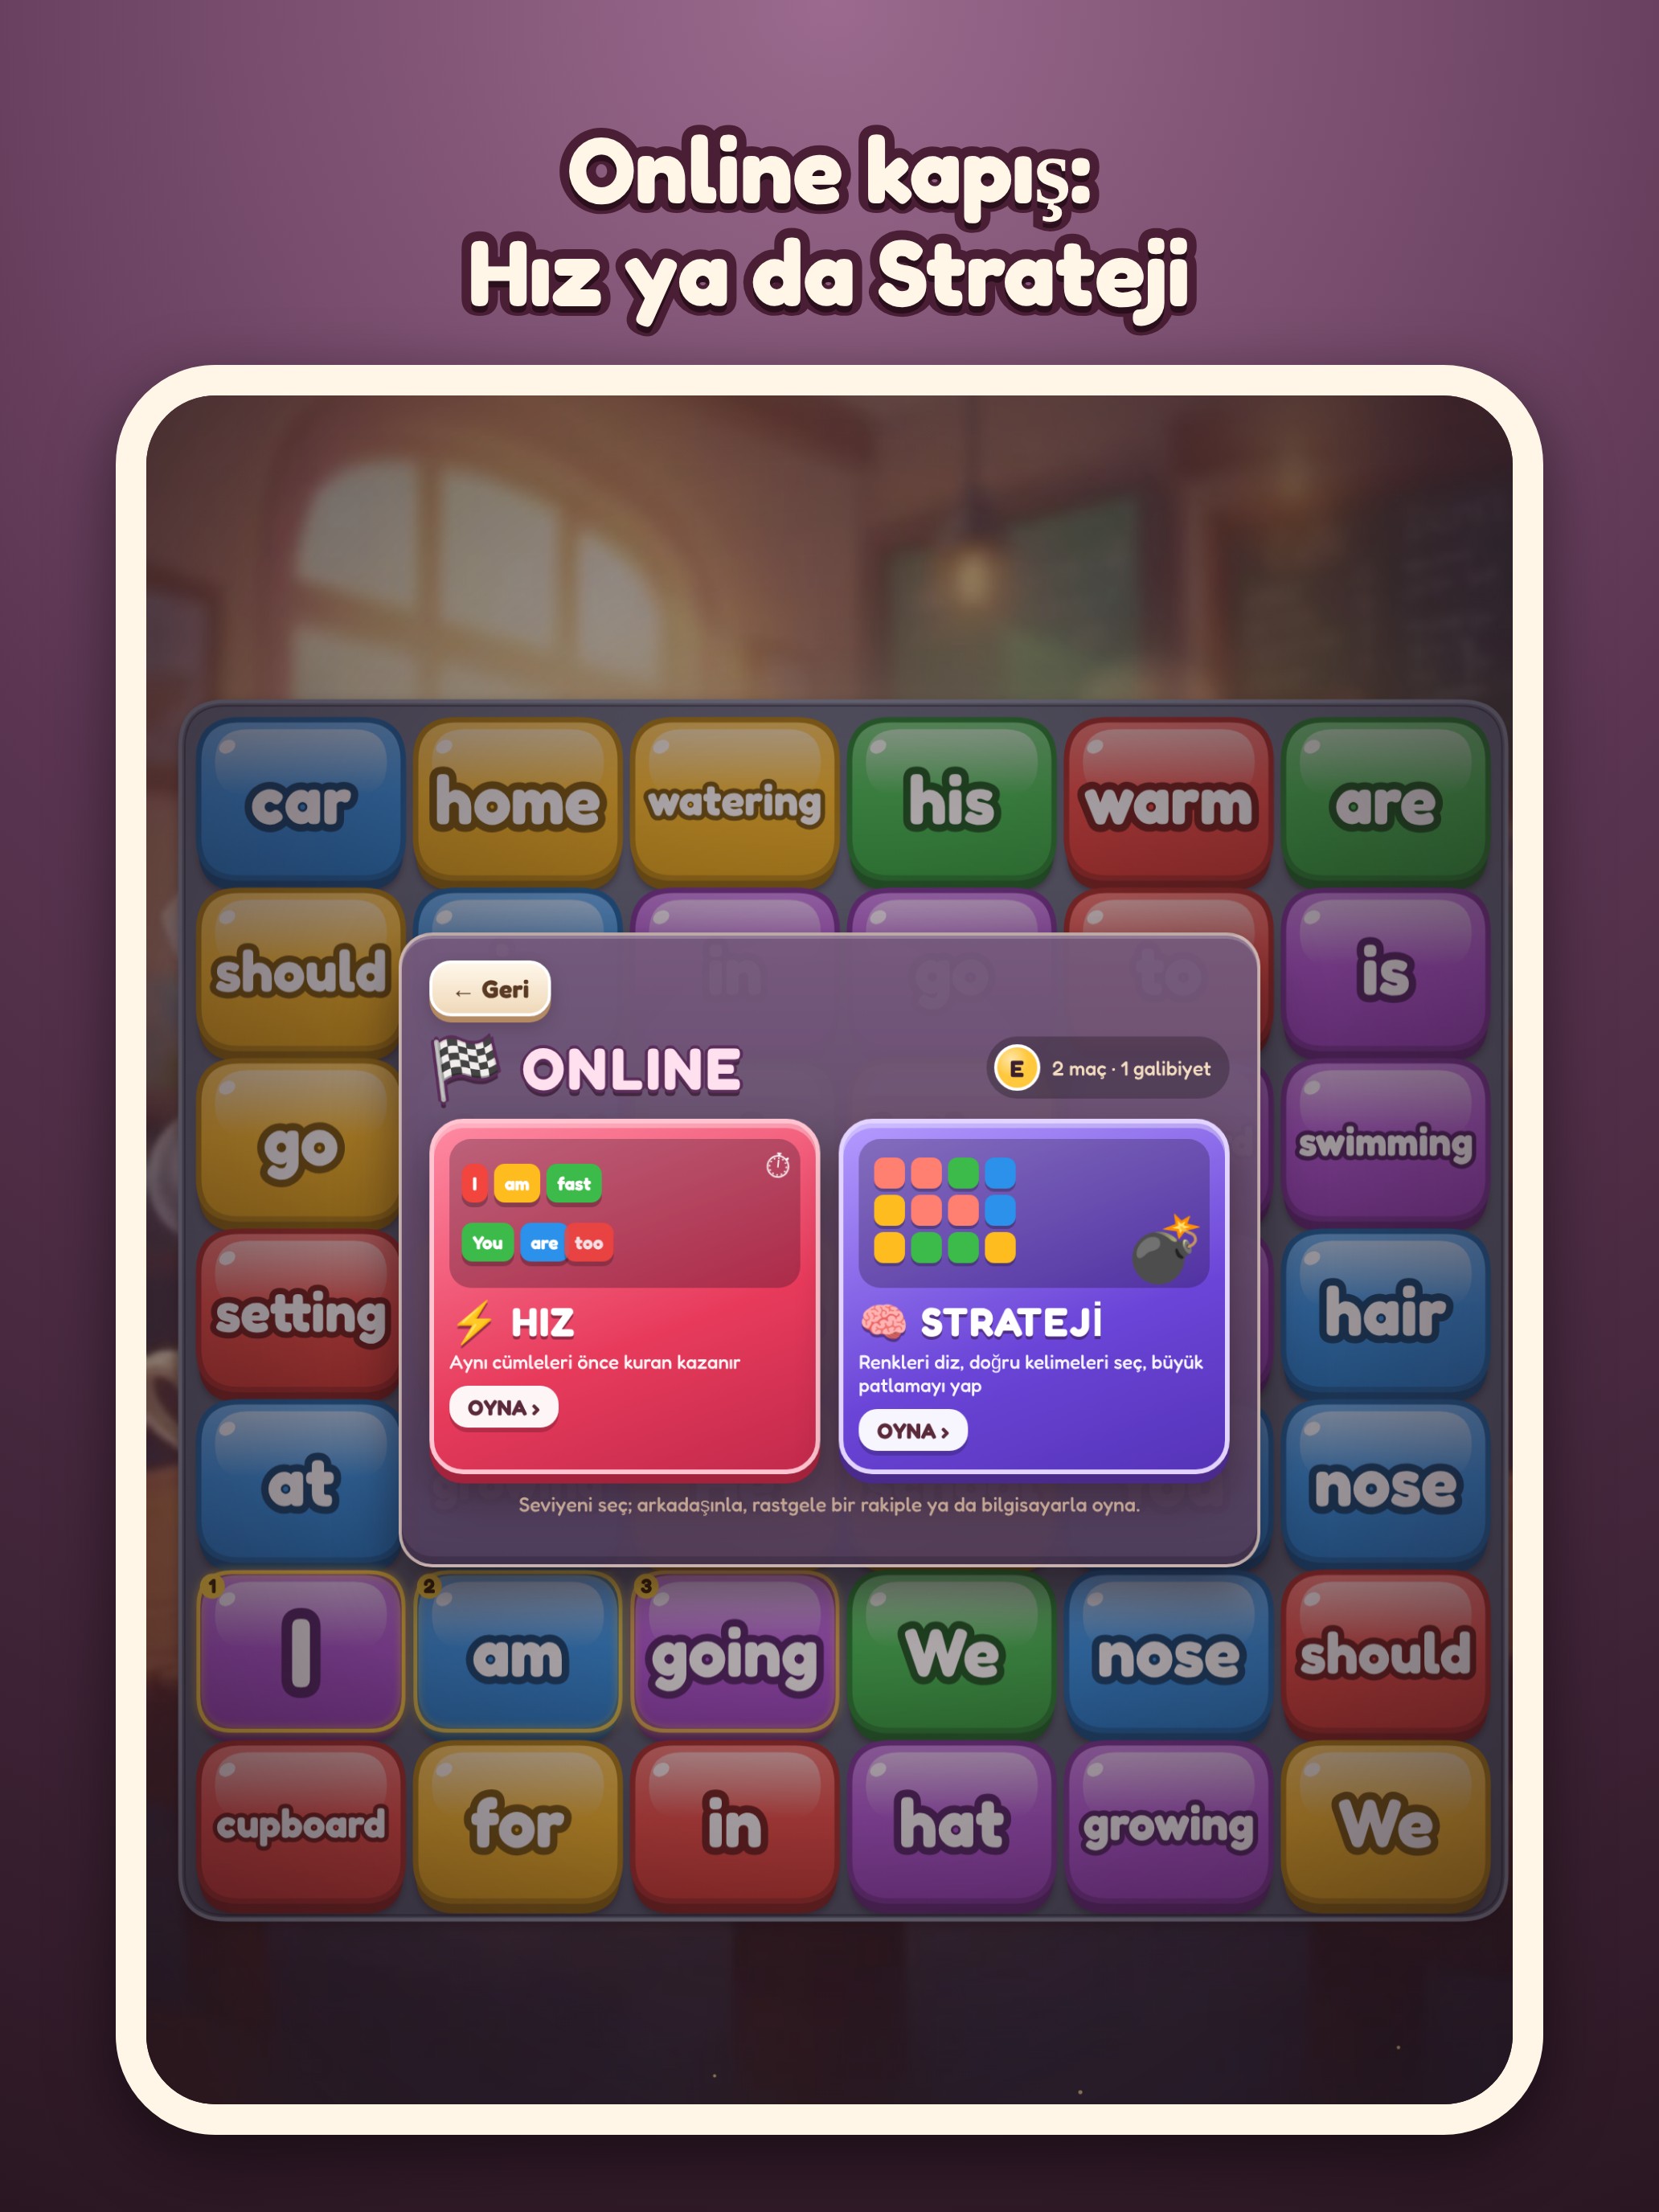 Online kapış:
Hız ya da Strateji
car home watering his warm are
should in go to is
← Geri
ONLINE
E 2 maç · 1 galibiyet
go swimming
I am fast
You are too
⚡ HIZ
Aynı cümleleri önce kuran kazanır
OYNA ›
🧠 STRATEJİ
Renkleri diz, doğru kelimeleri seç, büyük
patlamayı yap
OYNA ›
setting hair
at nose
Seviyeni seç; arkadaşınla, rastgele bir rakiple ya da bilgisayarla oyna.
1 2 3
I am going We nose should
cupboard for in hat growing We